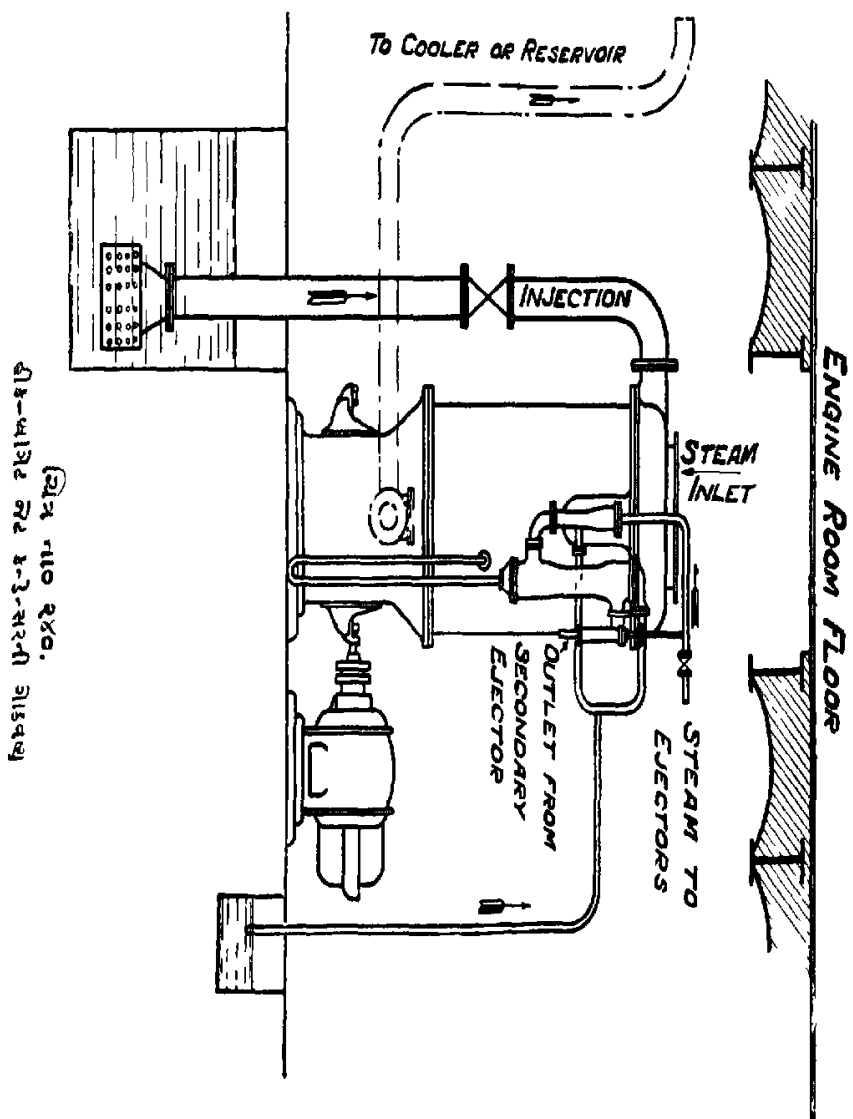 TO COOLER OR RESERVOIR
INJECTION
STEAM
INLET
OUTLET FROM
SECONDARY
EJECTOR
STEAM TO
EJECTORS
ENGINE ROOM FLOOR